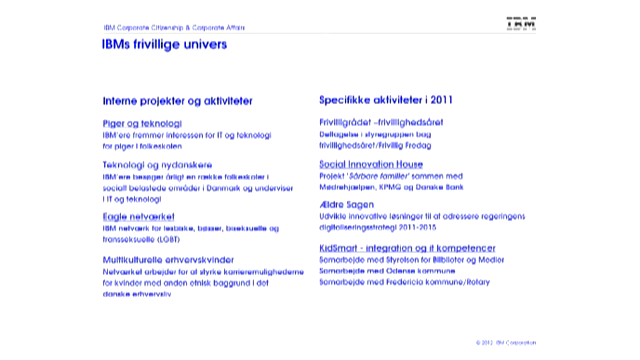 IBM Corporate Citizenship & Corporate Affairs
IBM
IBMs frivillige univers
Interne projekter og aktiviteter
Piger og teknologi
IBM'ere fremmer interessen for IT og teknologi
for piger i folkeskolen
Teknologi og nydanskere
IBM'ere besøger årligt en række folkeskoler i
socialt belastede områder i Danmark og underviser
i IT og teknologi
Eagle netværket
IBM netværk for lesbiske, bøsser, biseksuelle og
transseksuelle (LGBT)
Multikulturelle erhvervskvinder
Netværket arbejder for at styrke karrieremulighederne
for kvinder med anden etnisk baggrund i det
danske erhvervsliv
Specifikke aktiviteter i 2011
Frivilligrådet –frivillighedsåret
Deltagelse i styregruppen bag
frivillighedsåret/Frivillig Fredag
Social Innovation House
Projekt 'Sårbare familier' sammen med
Mødrehjælpen, KPMG og Danske Bank
Ældre Sagen
Udvikle innovative løsninger til at adressere regeringens
digitaliseringsstrategi 2011-2015
KidSmart - integration og it kompetencer
Samarbejde med Styrelsen for Bilbioter og Medier
Samarbejde med Odense kommune
Samarbejde med Fredericia kommune/Rotary
© 2012 IBM Corporation